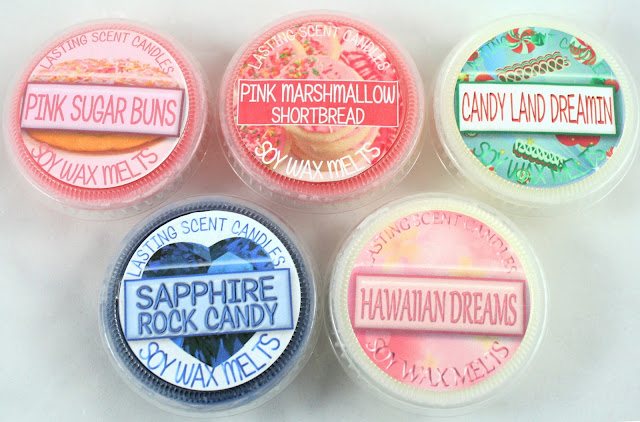 LASTING SCENT CANDLES
PINK SUGAR BUNS
SOY WAX MELTS
LASTING SCENT CANDLES
PINK MARSHMALLOW
SHORTBREAD
SOY WAX MELTS
LASTING SCENT CANDLES
CANDY LAND DREAMIN
SOY WAX MELTS
LASTING SCENT CANDLES
SAPPHIRE
ROCK CANDY
SOY WAX MELTS
LASTING SCENT CANDLES
HAWAIIAN DREAMS
SOY WAX MELTS